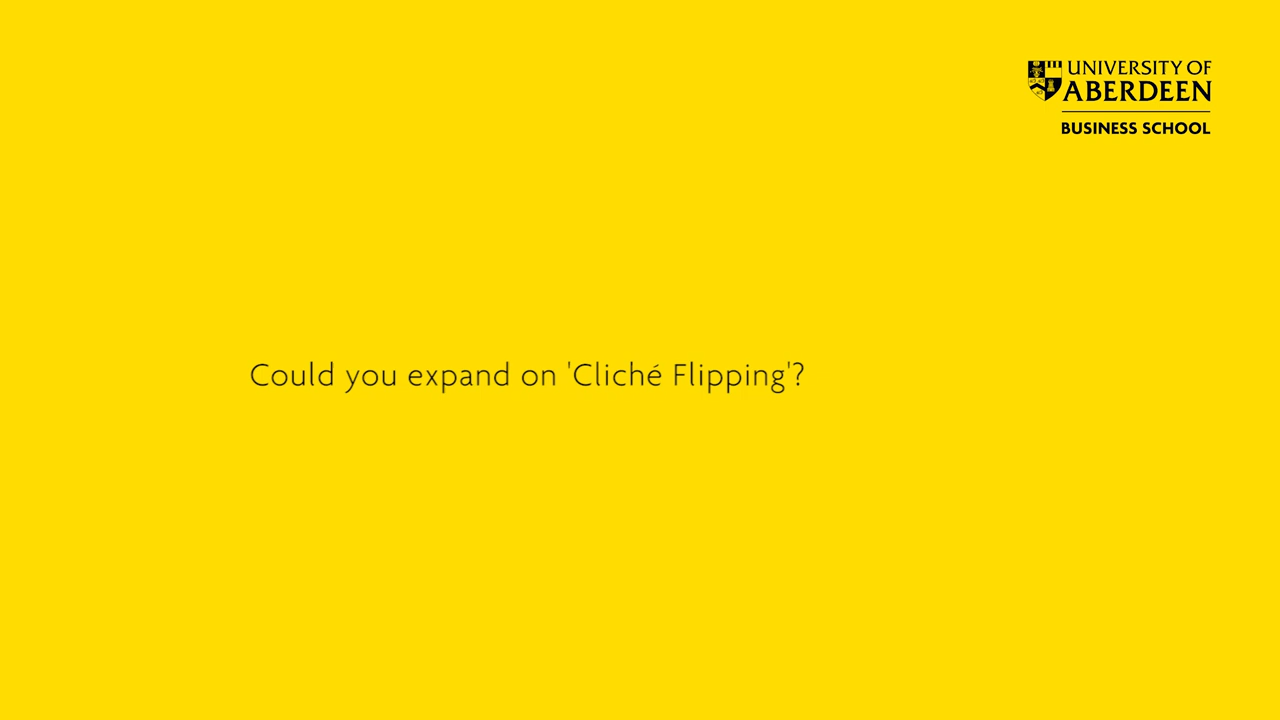 UNIVERSITY OF
ABERDEEN
BUSINESS SCHOOL
Could you expand on 'Cliché Flipping'?